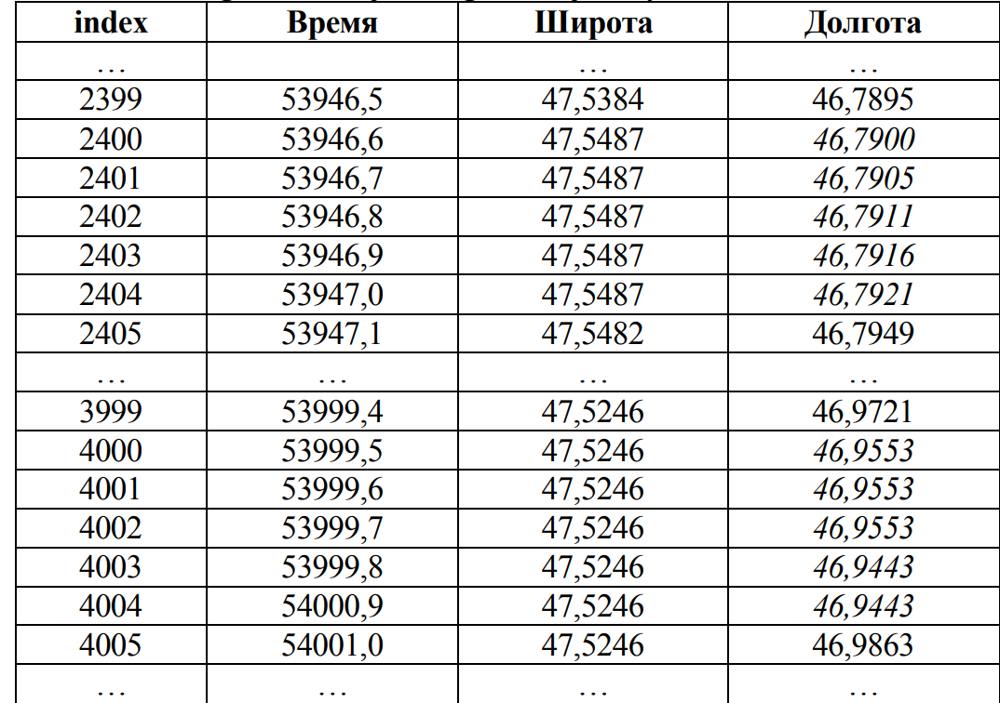 index Время Широта Долгота
… … …
2399 53946,5 47,5384 46,7895
2400 53946,6 47,5487 46,7900
2401 53946,7 47,5487 46,7905
2402 53946,8 47,5487 46,7911
2403 53946,9 47,5487 46,7916
2404 53947,0 47,5487 46,7921
2405 53947,1 47,5482 46,7949
… … … …
3999 53999,4 47,5246 46,9721
4000 53999,5 47,5246 46,9553
4001 53999,6 47,5246 46,9553
4002 53999,7 47,5246 46,9553
4003 53999,8 47,5246 46,9443
4004 54000,9 47,5246 46,9443
4005 54001,0 47,5246 46,9863
… … … …